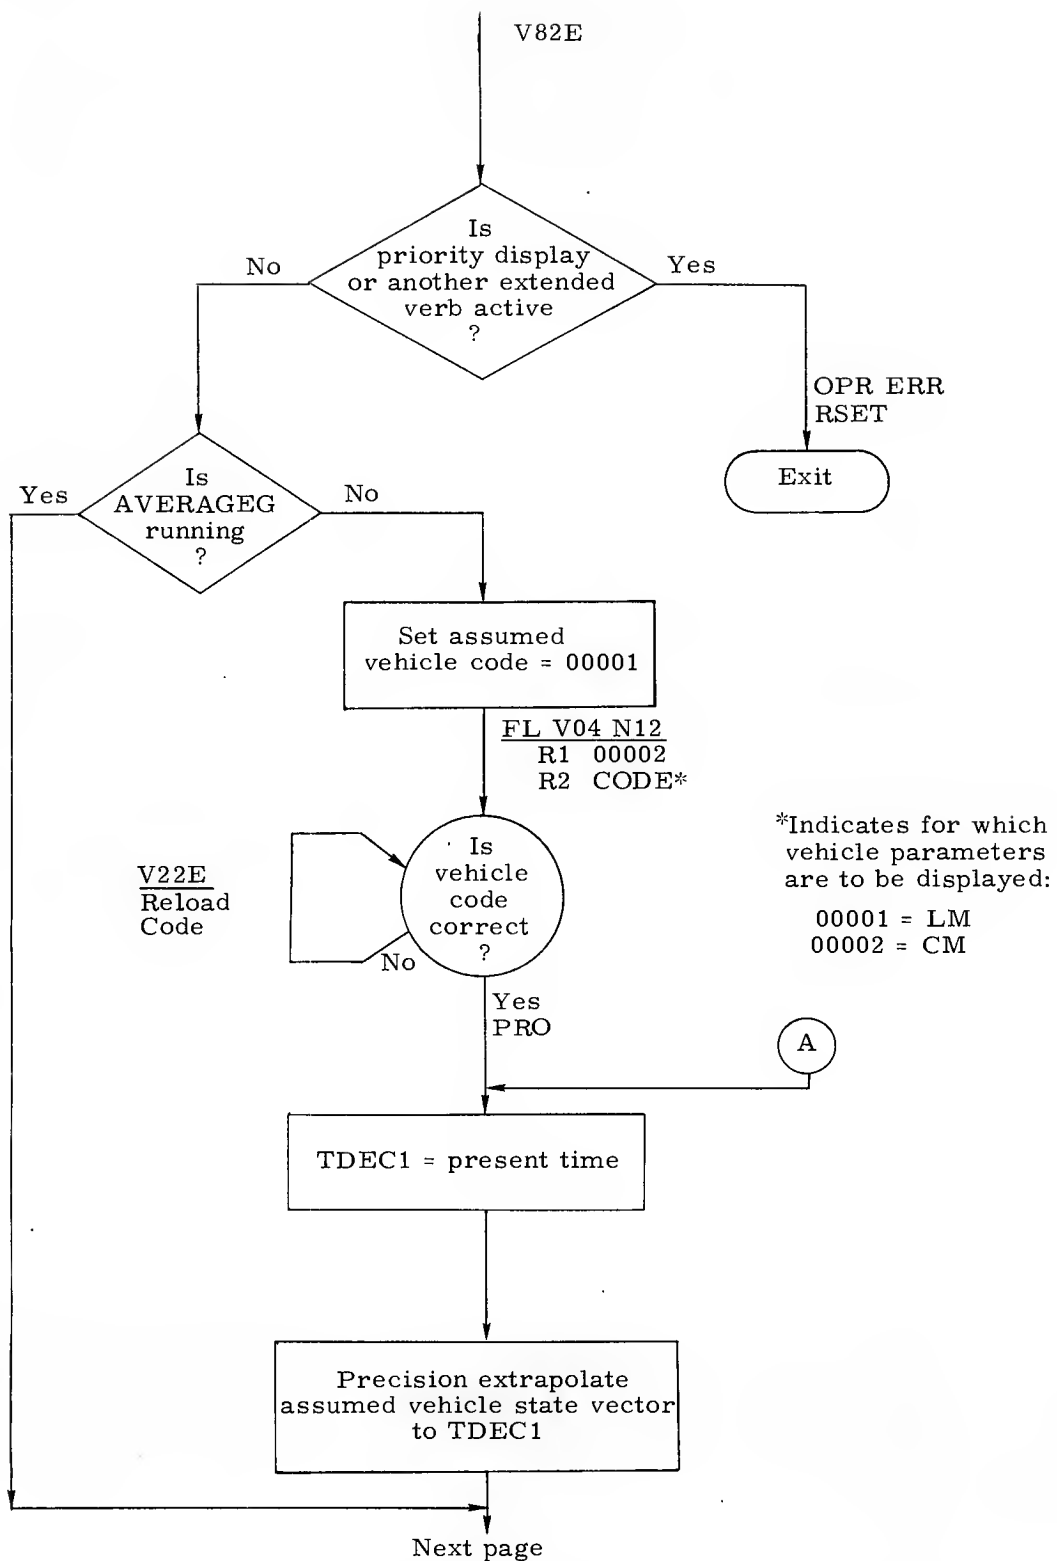 V82E
Is
priority display
or another extended
verb active
?
No
Yes
OPR ERR
RSET
Exit
Is
AVERAGEG
running
?
Yes
No
Set assumed
vehicle code = 00001
FL V04 N12
R1 00002
R2 CODE*
Is
vehicle
code
correct
?
V22E
Reload
Code
No
*Indicates for which
vehicle parameters
are to be displayed:
00001 = LM
00002 = CM
Yes
PRO
A
TDEC1 = present time
Precision extrapolate
assumed vehicle state vector
to TDEC1
Next page